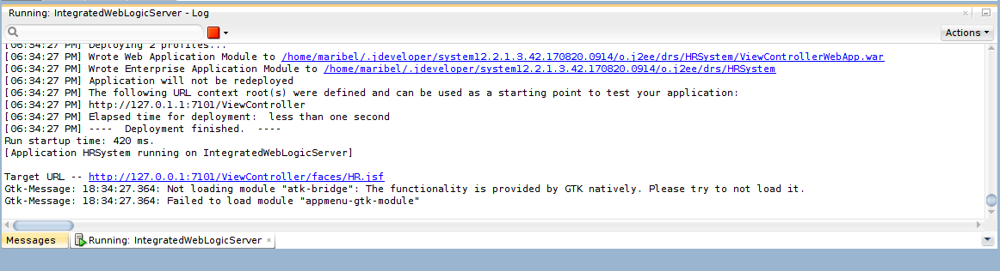 Running: IntegratedWebLogicServer - Log
Actions
[06:34:27 PM] Deploying 2 profiles...
[06:34:27 PM] Wrote Web Application Module to /home/maribel/.jdeveloper/system12.2.1.3.42.170820.0914/o.j2ee/drs/HRSystem/ViewControllerWebApp.war
[06:34:27 PM] Wrote Enterprise Application Module to /home/maribel/.jdeveloper/system12.2.1.3.42.170820.0914/o.j2ee/drs/HRSystem
[06:34:27 PM] Application will not be redeployed
[06:34:27 PM] The following URL context root(s) were defined and can be used as a starting point to test your application:
[06:34:27 PM] http://127.0.1.1:7101/ViewController
[06:34:27 PM] Elapsed time for deployment:  less than one second
[06:34:27 PM] ----  Deployment finished.  ----
Run startup time: 420 ms.
[Application HRSystem running on IntegratedWebLogicServer]
Target URL -- http://127.0.0.1:7101/ViewController/faces/HR.jsf
Gtk-Message: 18:34:27.364: Not loading module "atk-bridge": The functionality is provided by GTK natively. Please try to not load it.
Gtk-Message: 18:34:27.364: Failed to load module "appmenu-gtk-module"
Messages
Running: IntegratedWebLogicServer